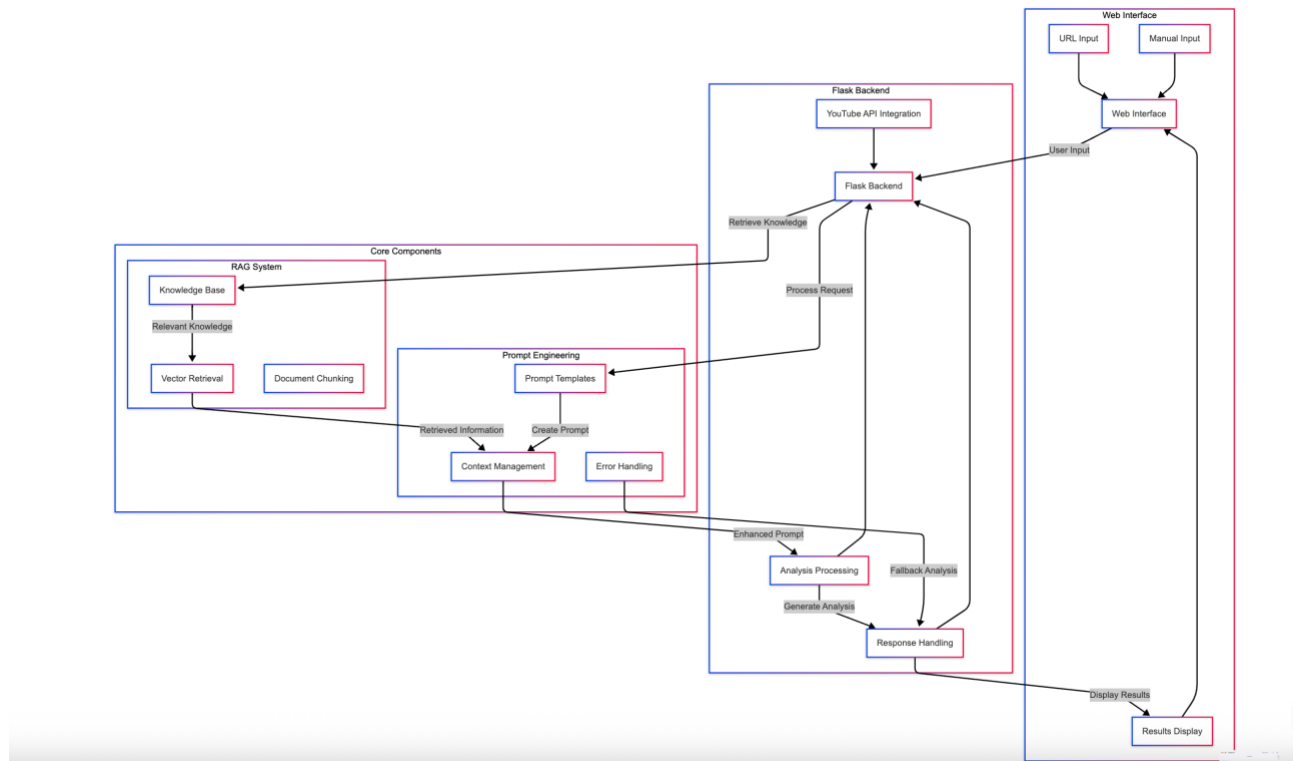 Web Interface
URL Input
Manual Input
Flask Backend
YouTube API Integration
Web Interface
User Input
Flask Backend
Retrieve Knowledge
Core Components
RAG System
Knowledge Base
Process Request
Relevant Knowledge
Prompt Engineering
Vector Retrieval
Document Chunking
Prompt Templates
Retrieved Information
Create Prompt
Context Management
Error Handling
Enhanced Prompt
Analysis Processing
Fallback Analysis
Generate Analysis
Response Handling
Display Results
Results Display